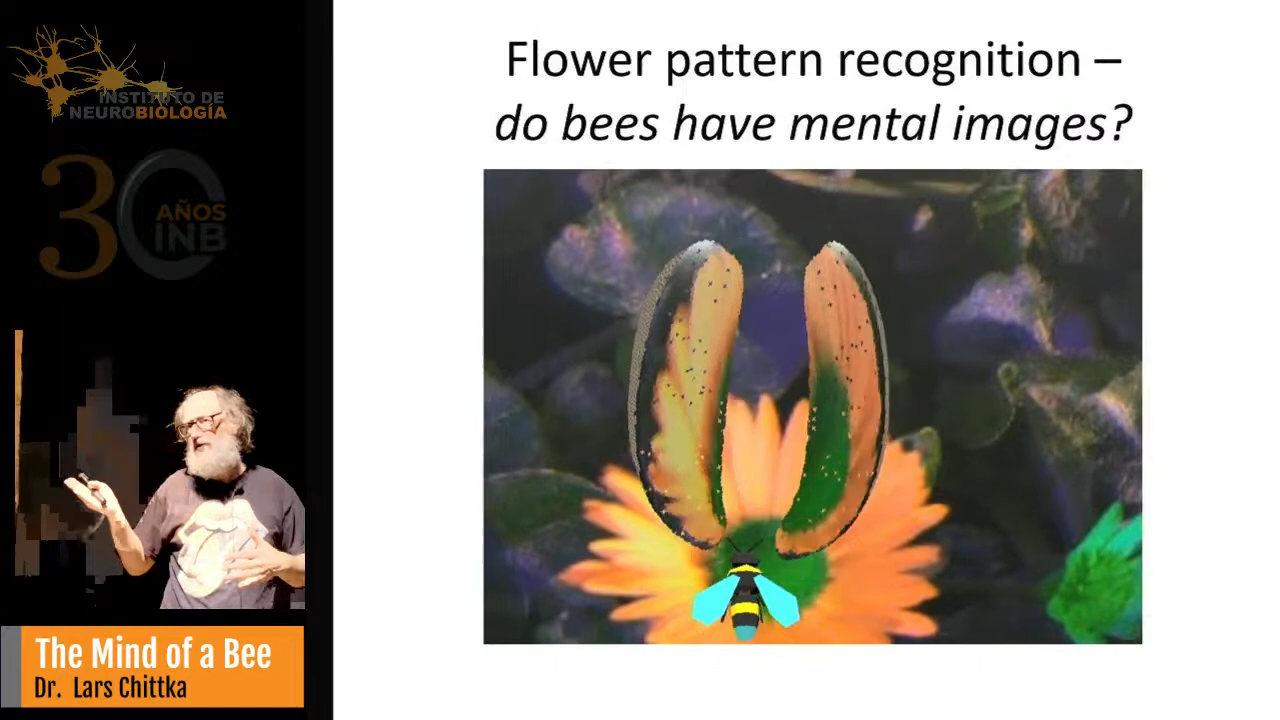 INSTITUTO DE
NEUROBIOLOGÍA
30
AÑOS
INB
Flower pattern recognition –
do bees have mental images?
The Mind of a Bee
Dr. Lars Chittka